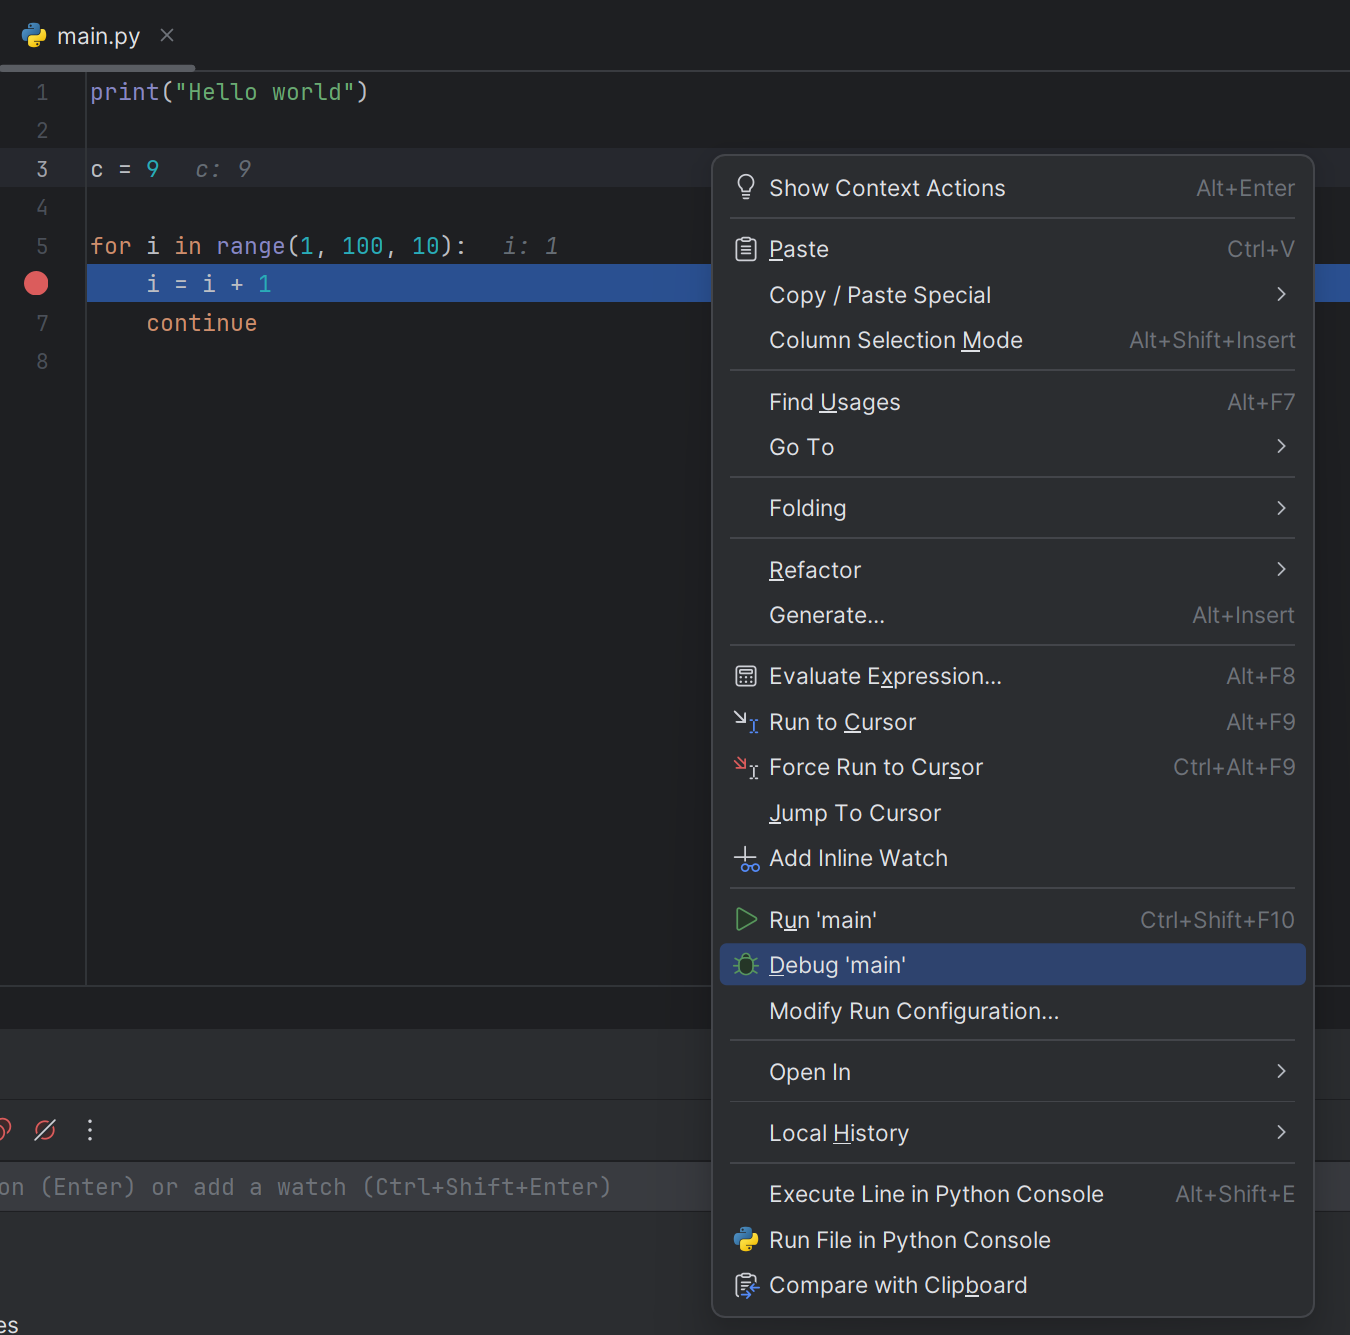 main.py
1 print("Hello world")
2
3 c = 9 c: 9
4
5 for i in range(1, 100, 10): i: 1
i = i + 1
7 continue
8
Show Context Actions Alt+Enter
Paste Ctrl+V
Copy / Paste Special
Column Selection Mode Alt+Shift+Insert
Find Usages Alt+F7
Go To
Folding
Refactor
Generate... Alt+Insert
Evaluate Expression... Alt+F8
Run to Cursor Alt+F9
Force Run to Cursor Ctrl+Alt+F9
Jump To Cursor
Add Inline Watch
Run 'main' Ctrl+Shift+F10
Debug 'main'
Modify Run Configuration...
Open In
Local History
Execute Line in Python Console Alt+Shift+E
Run File in Python Console
Compare with Clipboard
on (Enter) or add a watch (Ctrl+Shift+Enter)
es